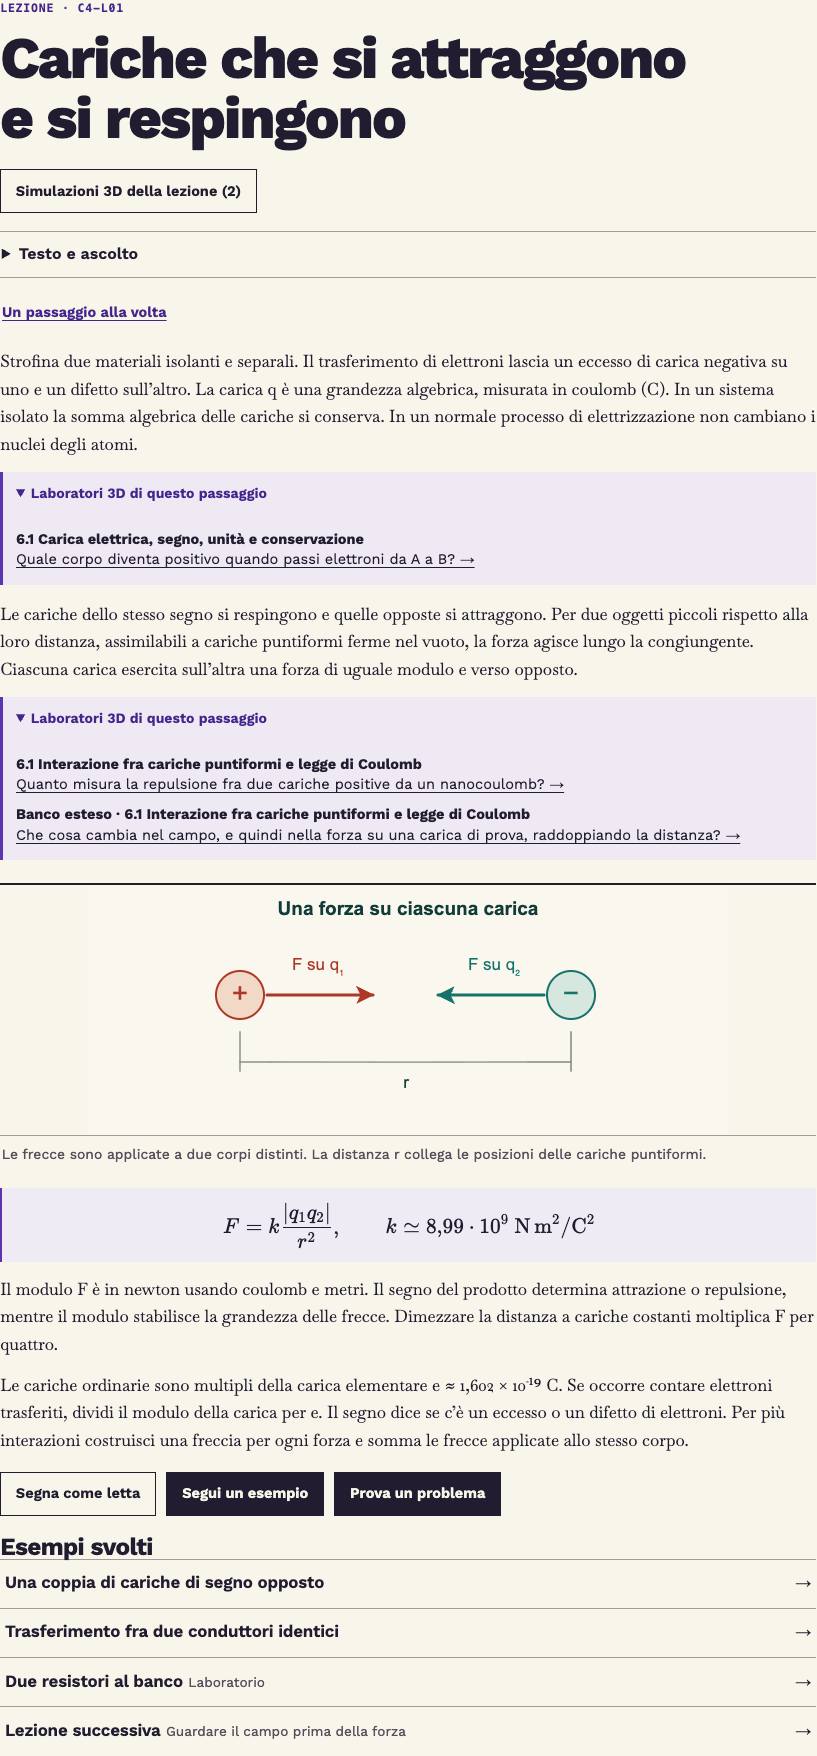 LEZIONE · C4—L01
Cariche che si attraggono
e si respingono
Simulazioni 3D della lezione (2)
▶ Testo e ascolto
Un passaggio alla volta
Strofina due materiali isolanti e separali. Il trasferimento di elettroni lascia un eccesso di carica negativa su
uno e un difetto sull’altro. La carica q è una grandezza algebrica, misurata in coulomb (C). In un sistema
isolato la somma algebrica delle cariche si conserva. In un normale processo di elettrizzazione non cambiano i
nuclei degli atomi.
▼ Laboratori 3D di questo passaggio
6.1 Carica elettrica, segno, unità e conservazione
Quale corpo diventa positivo quando passi elettroni da A a B? →
Le cariche dello stesso segno si respingono e quelle opposte si attraggono. Per due oggetti piccoli rispetto alla
loro distanza, assimilabili a cariche puntiformi ferme nel vuoto, la forza agisce lungo la congiungente.
Ciascuna carica esercita sull’altra una forza di uguale modulo e verso opposto.
▼ Laboratori 3D di questo passaggio
6.1 Interazione fra cariche puntiformi e legge di Coulomb
Quanto misura la repulsione fra due cariche positive da un nanocoulomb? →
Banco esteso · 6.1 Interazione fra cariche puntiformi e legge di Coulomb
Che cosa cambia nel campo, e quindi nella forza su una carica di prova, raddoppiando la distanza? →
Una forza su ciascuna carica
F su q₁ F su q₂
+ −
r
Le frecce sono applicate a due corpi distinti. La distanza r collega le posizioni delle cariche puntiformi.
F = k |q₁q₂| / r², k ≃ 8,99 · 10⁹ N m²/C²
Il modulo F è in newton usando coulomb e metri. Il segno del prodotto determina attrazione o repulsione,
mentre il modulo stabilisce la grandezza delle frecce. Dimezzare la distanza a cariche costanti moltiplica F per
quattro.
Le cariche ordinarie sono multipli della carica elementare e ≈ 1,602 × 10⁻¹⁹ C. Se occorre contare elettroni
trasferiti, dividi il modulo della carica per e. Il segno dice se c’è un eccesso o un difetto di elettroni. Per più
interazioni costruisci una freccia per ogni forza e somma le frecce applicate allo stesso corpo.
Segna come letta Segui un esempio Prova un problema
Esempi svolti
Una coppia di cariche di segno opposto →
Trasferimento fra due conduttori identici →
Due resistori al banco Laboratorio →
Lezione successiva Guardare il campo prima della forza →